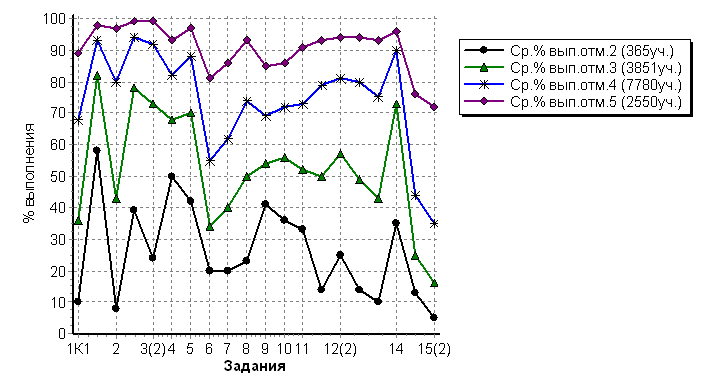 % выполнения
100
90
80
70
60
50
40
30
20
10
0
1К1 2 3(2) 4 5 6 7 8 9 10 11 12(2) 14 15(2)
Задания
Ср.% вып.отм.2 (365уч.)
Ср.% вып.отм.3 (3851уч.)
Ср.% вып.отм.4 (7780уч.)
Ср.% вып.отм.5 (2550уч.)